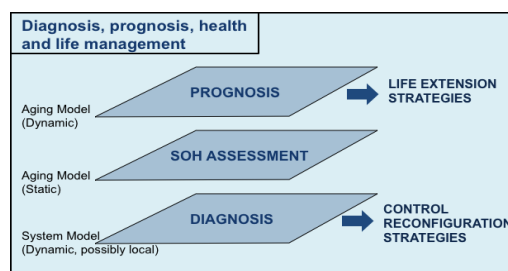 Diagnosis, prognosis, health
and life management
PROGNOSIS
LIFE EXTENSION
STRATEGIES
Aging Model
(Dynamic)
SOH ASSESSMENT
Aging Model
(Static)
DIAGNOSIS
CONTROL
RECONFIGURATION
STRATEGIES
System Model
(Dynamic, possibly local)